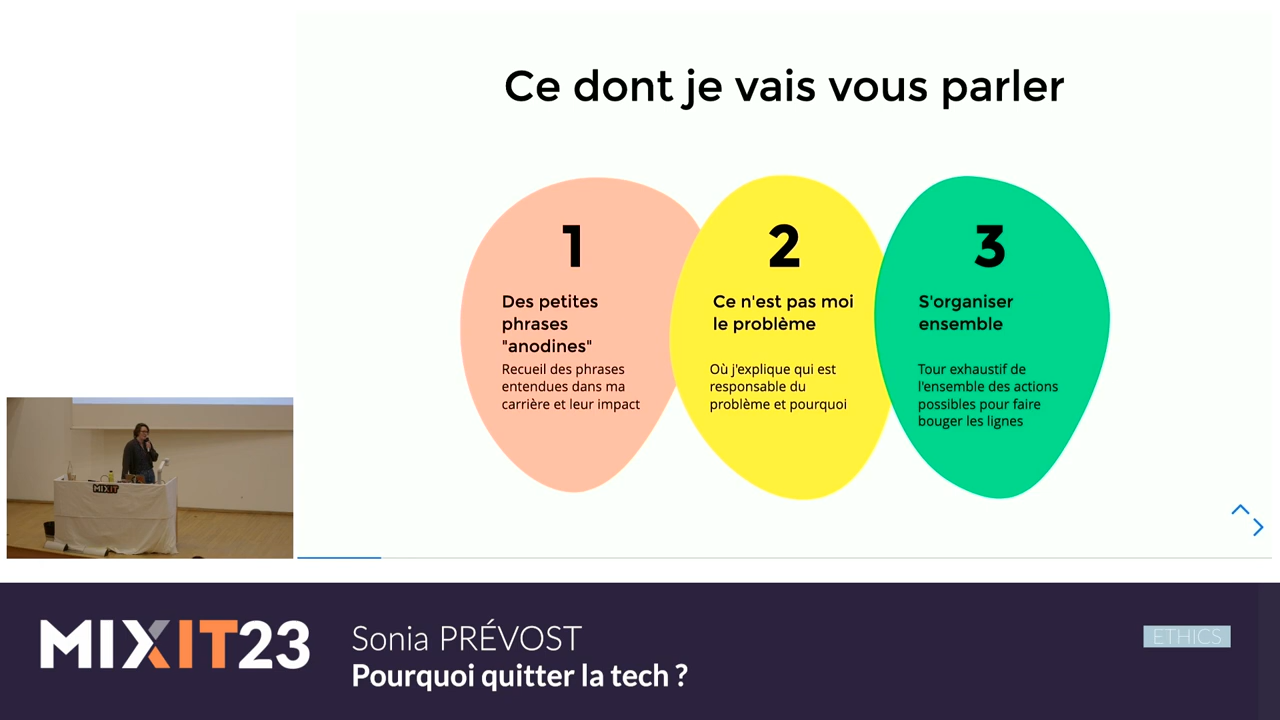 Ce dont je vais vous parler
1
Des petites
phrases
"anodines"
Recueil des phrases
entendues dans ma
carrière et leur impact
2
Ce n'est pas moi
le problème
Où j'explique qui est
responsable du
problème et pourquoi
3
S'organiser
ensemble
Tour exhaustif de
l'ensemble des actions
possibles pour faire
bouger les lignes
MIXIT
MIXIT23
Sonia PRÉVOST
Pourquoi quitter la tech ?
ETHICS